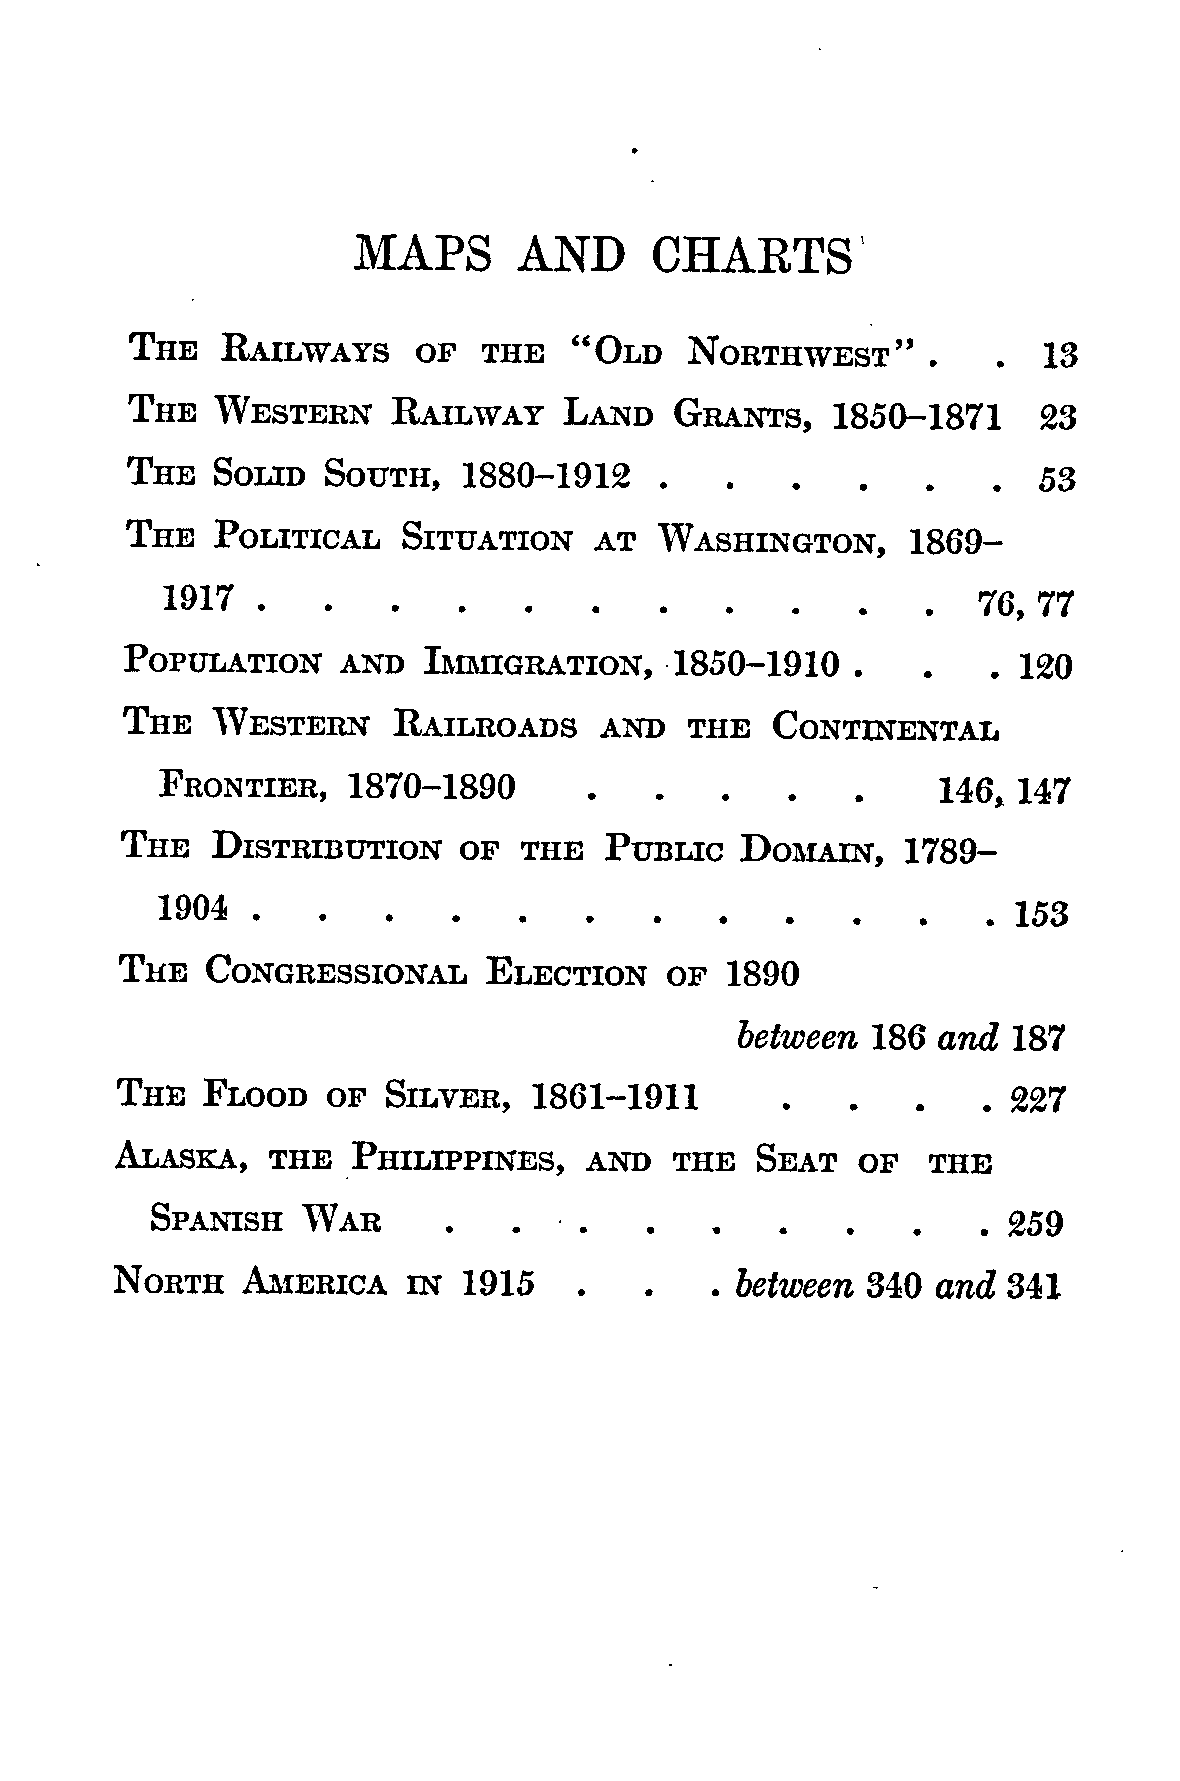 MAPS AND CHARTS
The Railways of the "Old Northwest" . . 13
The Western Railway Land Grants, 1850–1871 23
The Solid South, 1880–1912 . . . . . . 53
The Political Situation at Washington, 1869–
1917 . . . . . . . . . . . 76, 77
Population and Immigration, 1850–1910 . . . 120
The Western Railroads and the Continental
Frontier, 1870–1890 . . . . . 146, 147
The Distribution of the Public Domain, 1789–
1904 . . . . . . . . . . . . 153
The Congressional Election of 1890
between 186 and 187
The Flood of Silver, 1861–1911 . . . . 227
Alaska, the Philippines, and the Seat of the
Spanish War . . . . . . . . . 259
North America in 1915 . . . between 340 and 341